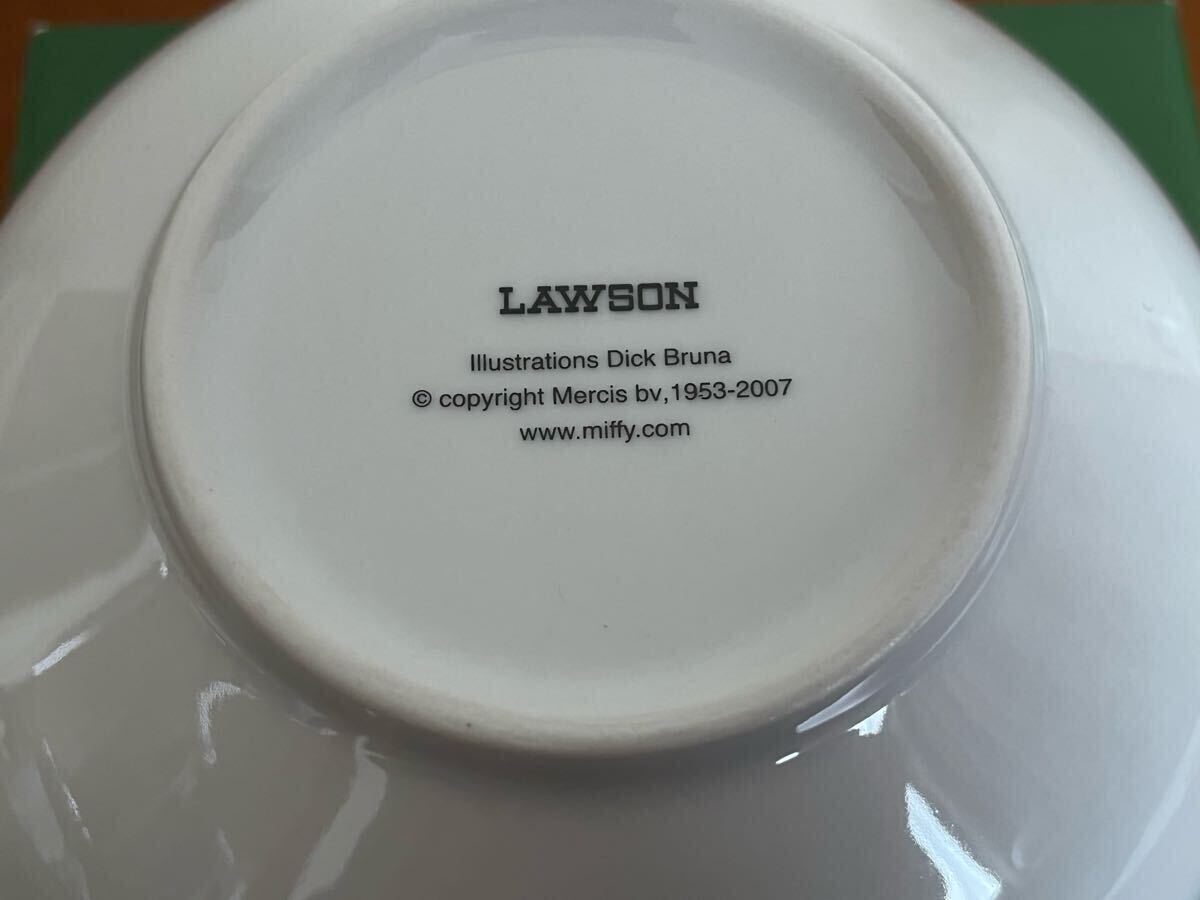 LAWSON
Illustrations Dick Bruna
© copyright Mercis bv,1953-2007
www.miffy.com